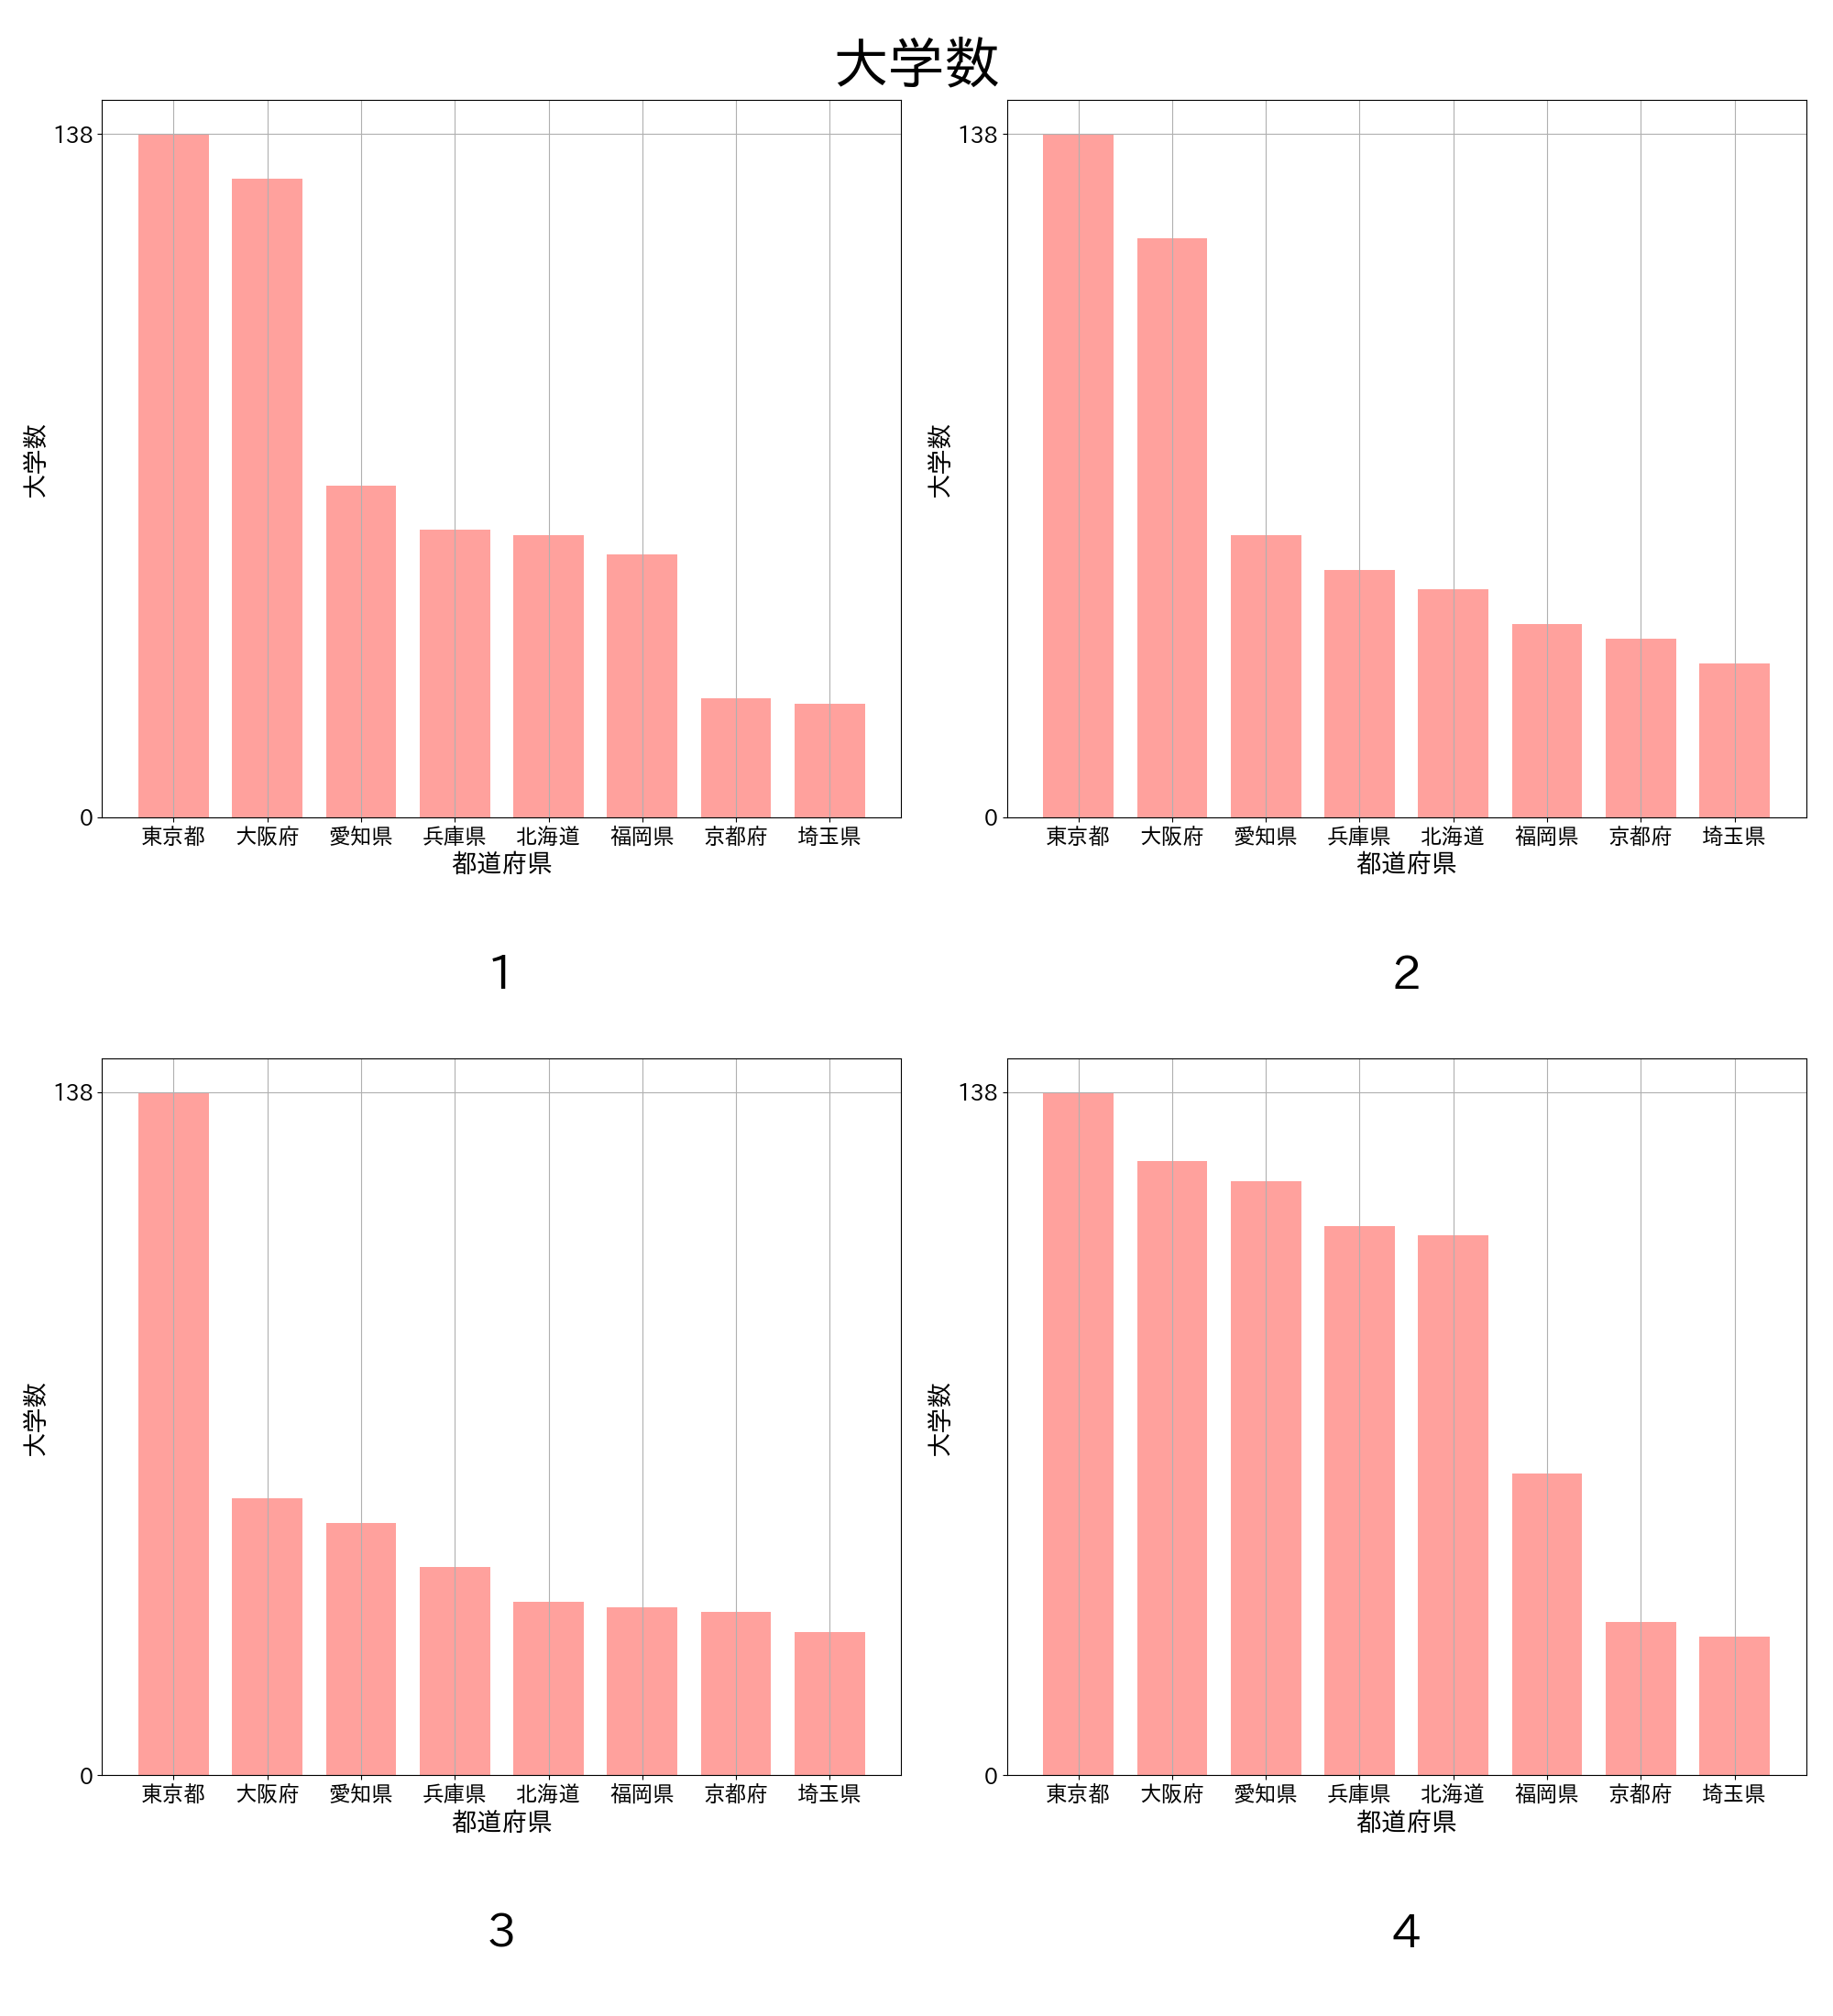 大学数
138
0
大学数
東京都 大阪府 愛知県 兵庫県 北海道 福岡県 京都府 埼玉県
都道府県
1
138
0
大学数
東京都 大阪府 愛知県 兵庫県 北海道 福岡県 京都府 埼玉県
都道府県
2
138
0
大学数
東京都 大阪府 愛知県 兵庫県 北海道 福岡県 京都府 埼玉県
都道府県
3
138
0
大学数
東京都 大阪府 愛知県 兵庫県 北海道 福岡県 京都府 埼玉県
都道府県
4